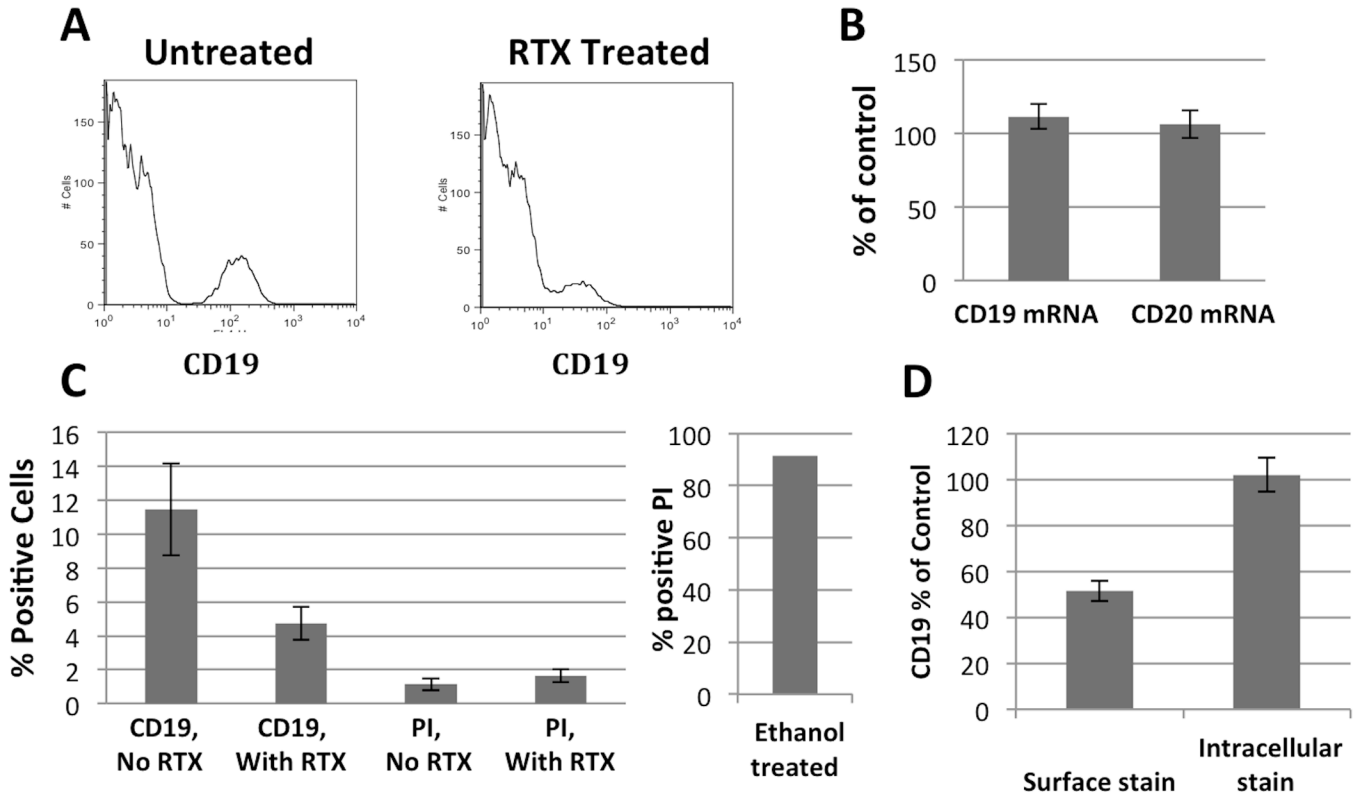 A
Untreated
RTX Treated
150
100
50
0
# Cells
10^0 10^1 10^2 10^3 10^4
CD19
150
100
50
0
# Cells
10^0 10^1 10^2 10^3 10^4
CD19
B
% of control
150
100
50
0
CD19 mRNA CD20 mRNA
C
% Positive Cells
16
14
12
10
8
6
4
2
0
CD19, No RTX
CD19, With RTX
PI, No RTX
PI, With RTX
% positive PI
100
80
60
40
20
0
Ethanol
treated
D
CD19 % of Control
120
100
80
60
40
20
0
Surface stain
Intracellular
stain